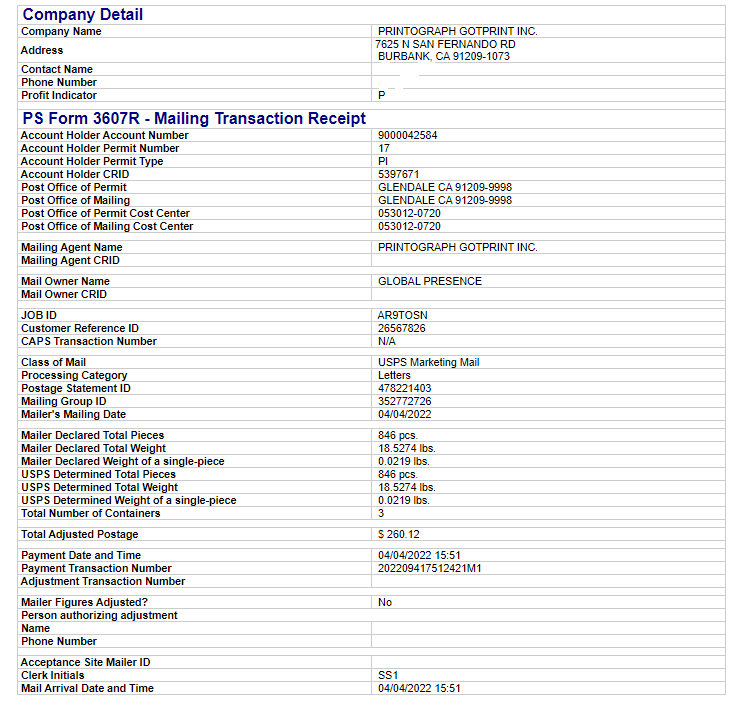 Company Detail
Company Name PRINTOGRAPH GOTPRINT INC.
Address 7625 N SAN FERNANDO RD
BURBANK, CA 91209-1073
Contact Name
Phone Number
Profit Indicator P
PS Form 3607R - Mailing Transaction Receipt
Account Holder Account Number 9000042584
Account Holder Permit Number 17
Account Holder Permit Type PI
Account Holder CRID 5397671
Post Office of Permit GLENDALE CA 91209-9998
Post Office of Mailing GLENDALE CA 91209-9998
Post Office of Permit Cost Center 053012-0720
Post Office of Mailing Cost Center 053012-0720
Mailing Agent Name PRINTOGRAPH GOTPRINT INC.
Mailing Agent CRID
Mail Owner Name GLOBAL PRESENCE
Mail Owner CRID
JOB ID AR9TOSN
Customer Reference ID 26567826
CAPS Transaction Number N/A
Class of Mail USPS Marketing Mail
Processing Category Letters
Postage Statement ID 478221403
Mailing Group ID 352772726
Mailer's Mailing Date 04/04/2022
Mailer Declared Total Pieces 846 pcs.
Mailer Declared Total Weight 18.5274 lbs.
Mailer Declared Weight of a single-piece 0.0219 lbs.
USPS Determined Total Pieces 846 pcs.
USPS Determined Total Weight 18.5274 lbs.
USPS Determined Weight of a single-piece 0.0219 lbs.
Total Number of Containers 3
Total Adjusted Postage $ 260.12
Payment Date and Time 04/04/2022 15:51
Payment Transaction Number 202209417512421M1
Adjustment Transaction Number
Mailer Figures Adjusted? No
Person authorizing adjustment
Name
Phone Number
Acceptance Site Mailer ID
Clerk Initials SS1
Mail Arrival Date and Time 04/04/2022 15:51